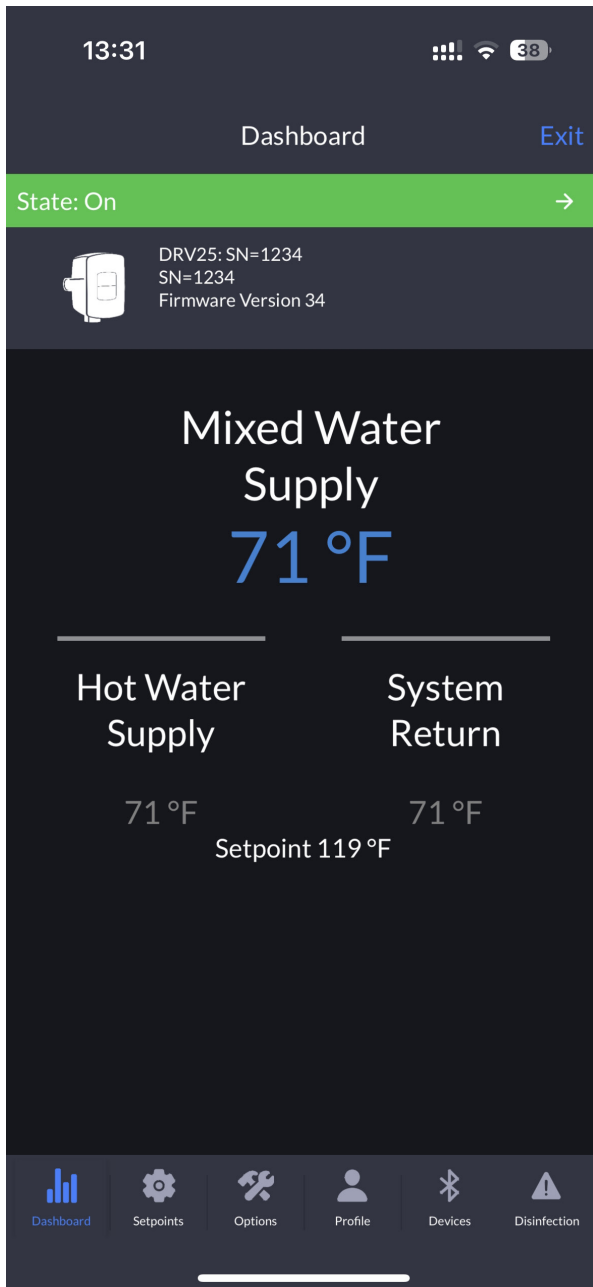 13:31
38
Dashboard
Exit
State: On
DRV25: SN=1234
SN=1234
Firmware Version 34
Mixed Water
Supply
71 °F
Hot Water
Supply
System
Return
71 °F
71 °F
Setpoint 119 °F
Dashboard
Setpoints
Options
Profile
Devices
Disinfection